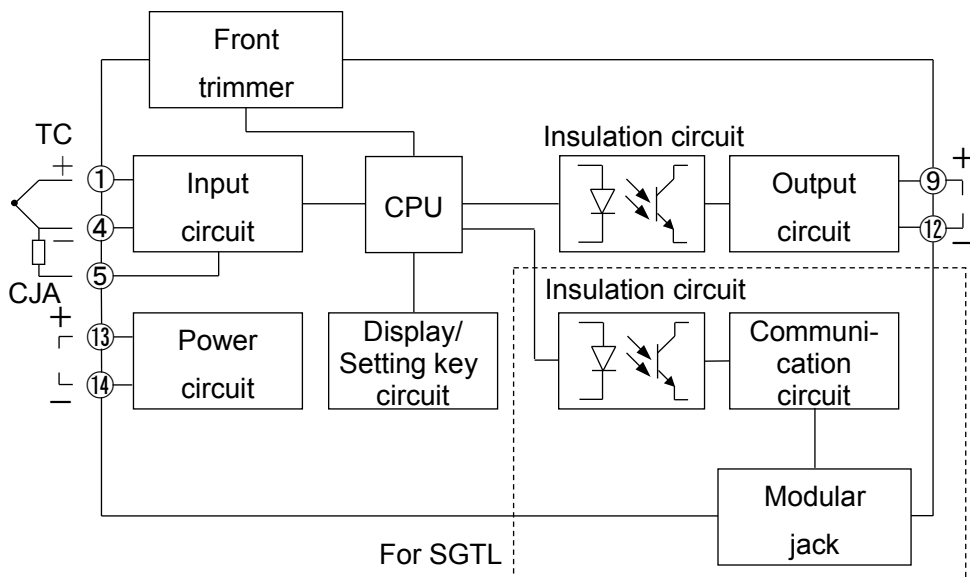 Front
trimmer
TC
+
①
④
−
⑤
CJA
Input
circuit
CPU
Insulation circuit
Output
circuit
⑨
+
⑫
−
+
⑬
⑭
−
Power
circuit
Display/
Setting key
circuit
Insulation circuit
Communi-
cation
circuit
Modular
jack
For SGTL